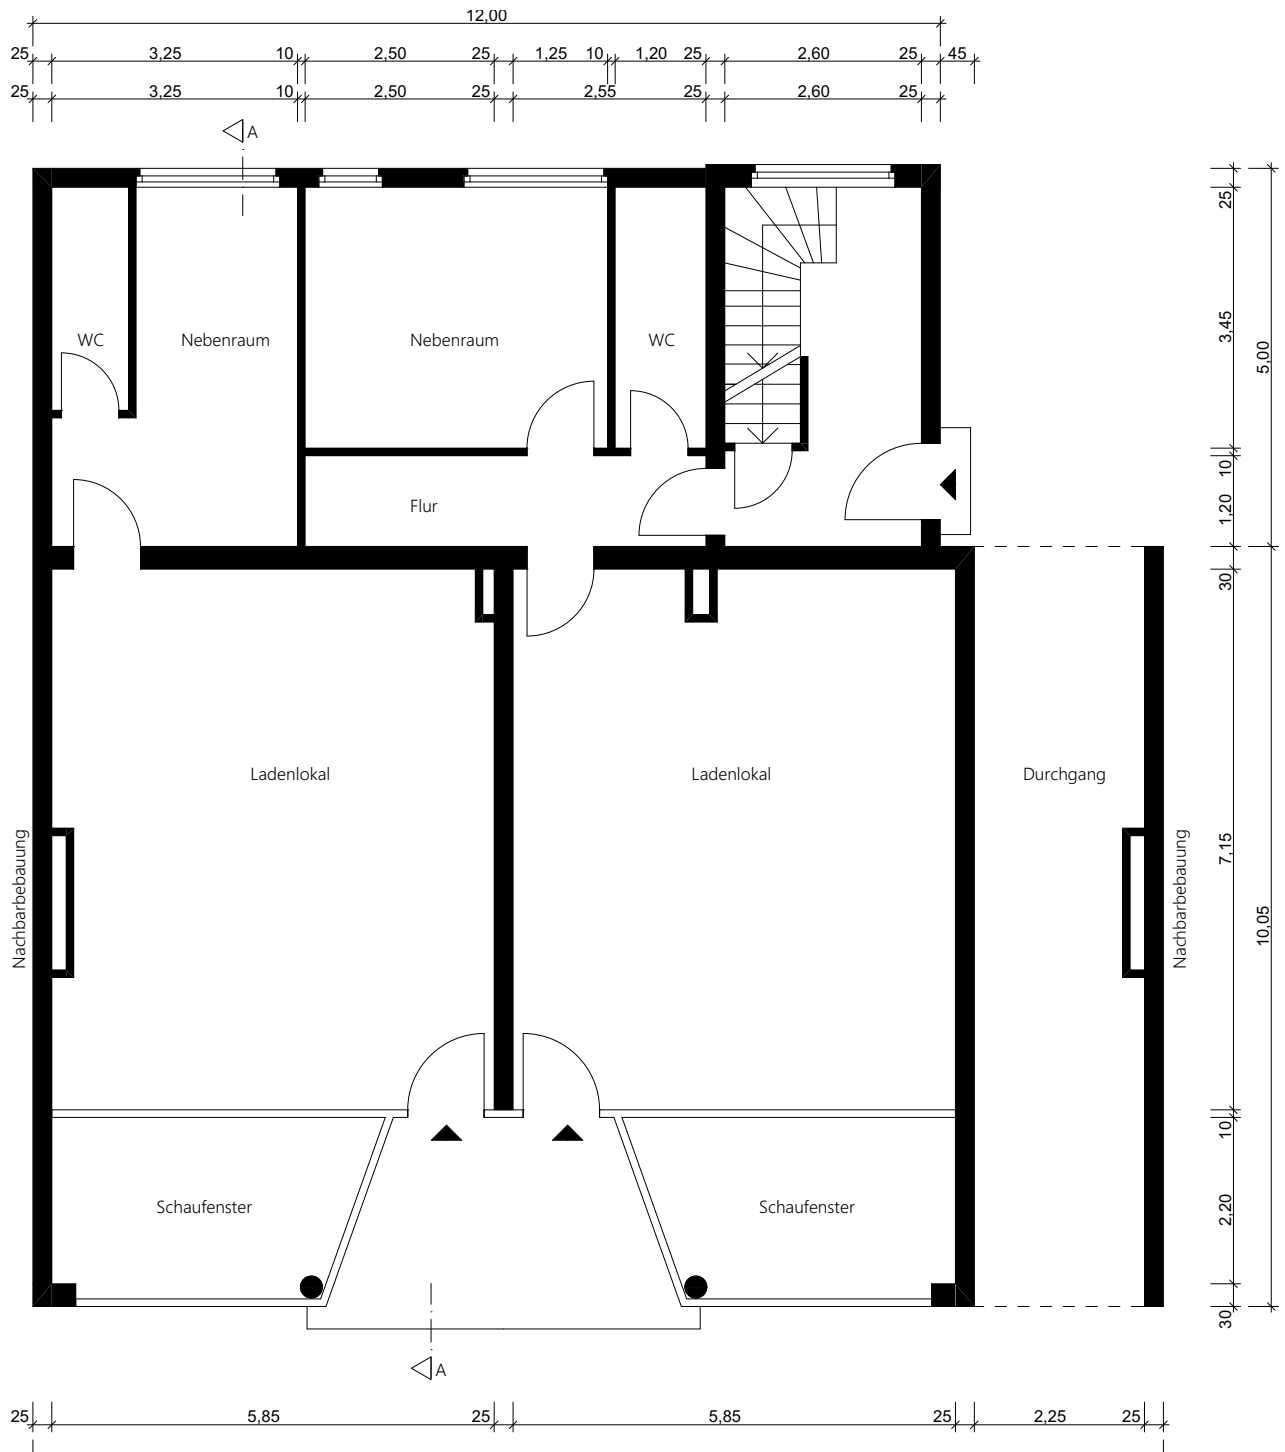 12,00
25 3,25 10 2,50 25 1,25 10 1,20 25 2,60 25 45
25 3,25 10 2,50 25 2,55 25 2,60 25
A
25
3,45
5,00
WC Nebenraum Nebenraum WC
10
Flur
1,20
30
Ladenlokal Ladenlokal Durchgang
Nachbarbebauung
Nachbarbebauung
7,15
10,05
10
Schaufenster Schaufenster
2,20
30
A
25 5,85 25 5,85 25 2,25 25